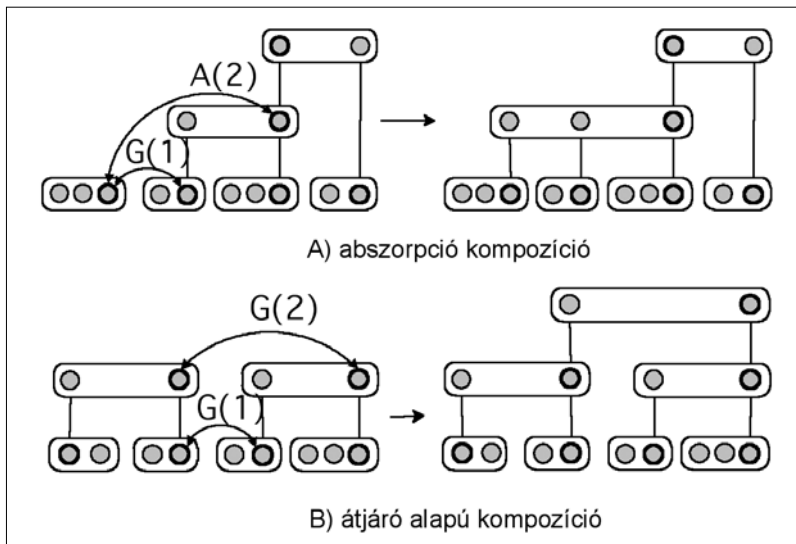 A(2)
G(1)
A) abszorpció kompozíció
G(2)
G(1)
B) átjáró alapú kompozíció